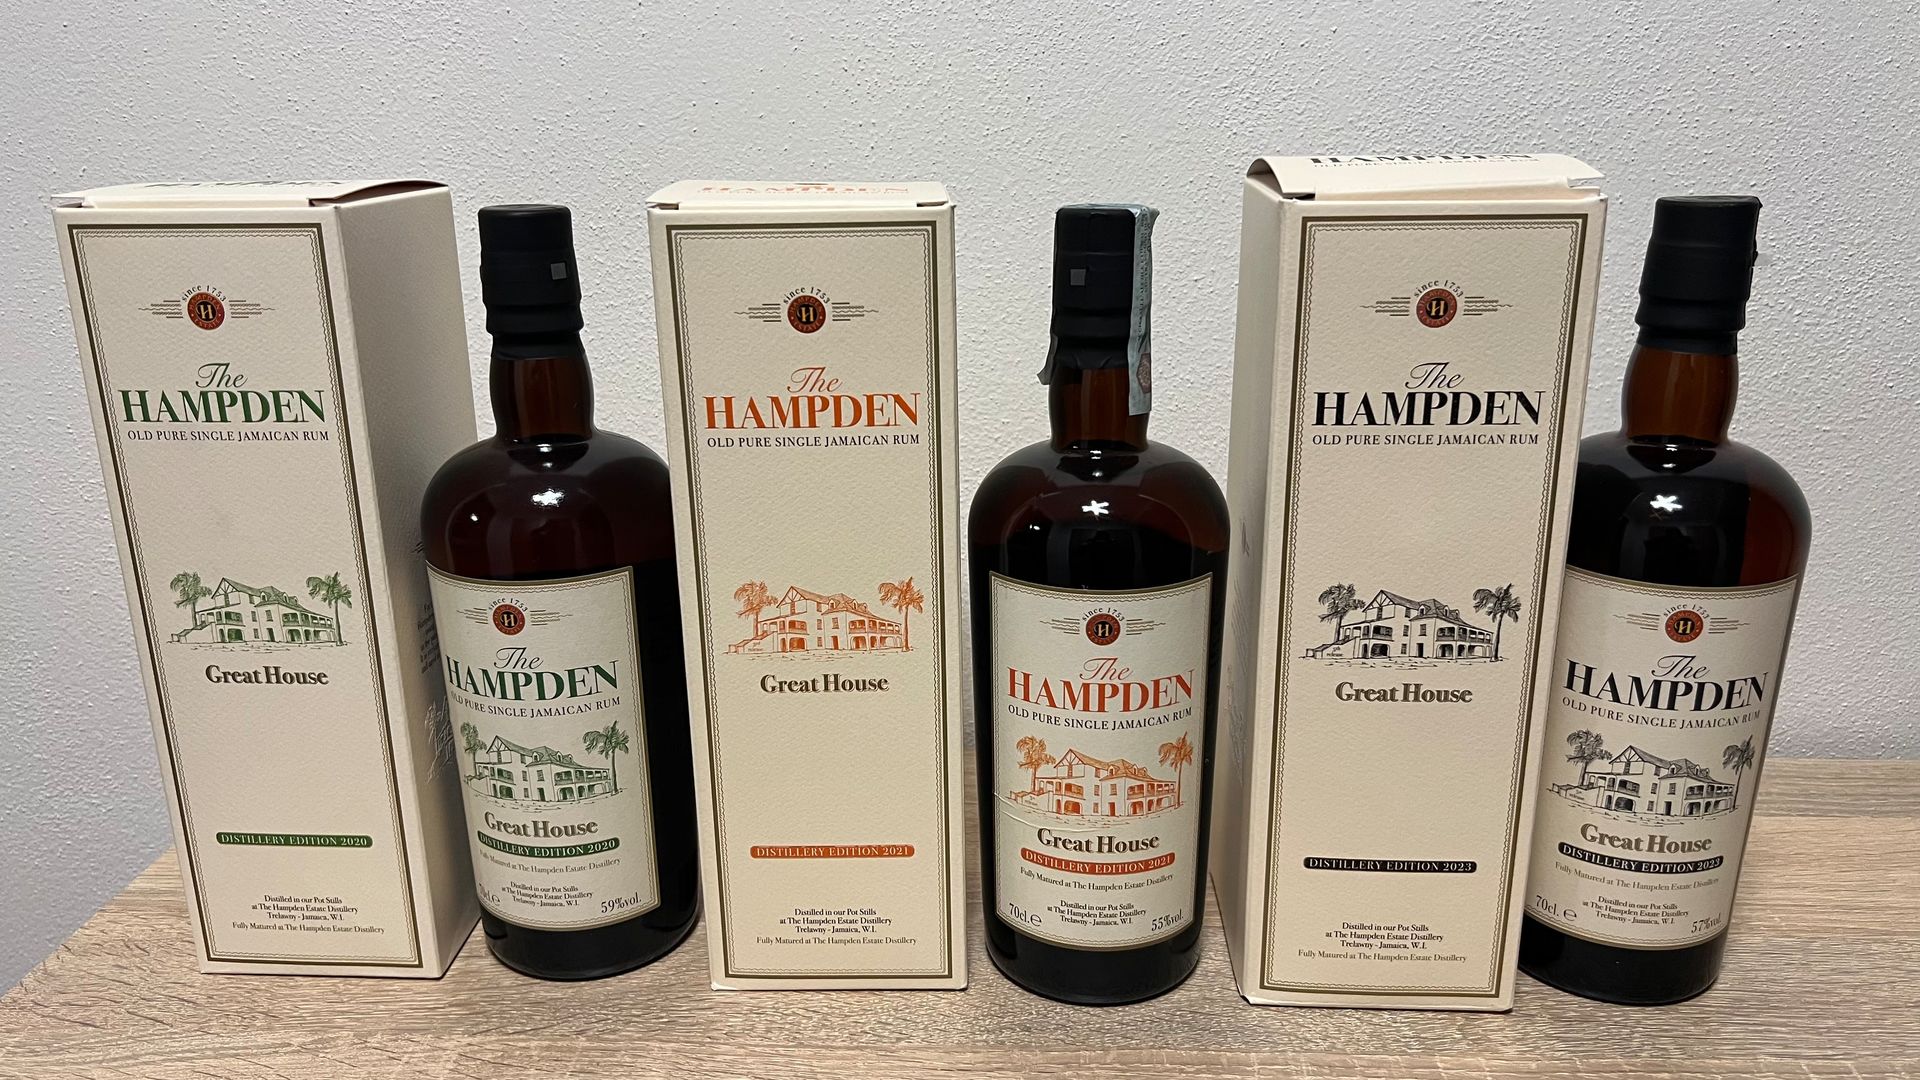 HAMPDEN
since 1753
HAMPDEN
H
ESTATE
The
HAMPDEN
OLD PURE SINGLE JAMAICAN RUM
Great House
DISTILLERY EDITION 2020
Distilled in our Pot Stills
at The Hampden Estate Distillery
Trelawny - Jamaica, W.I.
Fully Matured at The Hampden Estate Distillery
since 1753
H
The
HAMPDEN
OLD PURE SINGLE JAMAICAN RUM
Great House
DISTILLERY EDITION 2020
Fully Matured at The Hampden Estate Distillery
Distilled in our Pot Stills
at The Hampden Estate Distillery
Trelawny - Jamaica, W.I.
59%vol.
HAMPDEN
since 1753
HAMPDEN
H
ESTATE
The
HAMPDEN
OLD PURE SINGLE JAMAICAN RUM
Great House
DISTILLERY EDITION 2021
Distilled in our Pot Stills
at The Hampden Estate Distillery
Trelawny - Jamaica, W.I.
Fully Matured at The Hampden Estate Distillery
since 1753
H
The
HAMPDEN
OLD PURE SINGLE JAMAICAN RUM
Great House
DISTILLERY EDITION 2021
Fully Matured at The Hampden Estate Distillery
Distilled in our Pot Stills
at The Hampden Estate Distillery
Trelawny - Jamaica, W.I.
70cl. ℮
55%vol.
HAMPDEN
OLD PURE SINGLE JAMAICAN RUM
since 1753
HAMPDEN
H
ESTATE
The
HAMPDEN
OLD PURE SINGLE JAMAICAN RUM
5th
release
Great House
DISTILLERY EDITION 2023
Distilled in our Pot Stills
at The Hampden Estate Distillery
Trelawny - Jamaica, W.I.
Fully Matured at The Hampden Estate Distillery
since 1753
H
The
HAMPDEN
OLD PURE SINGLE JAMAICAN RUM
Great House
DISTILLERY EDITION 2023
Fully Matured at The Hampden Estate Distillery
Distilled in our Pot Stills
at The Hampden Estate Distillery
Trelawny - Jamaica, W.I.
70cl. ℮
57%vol.